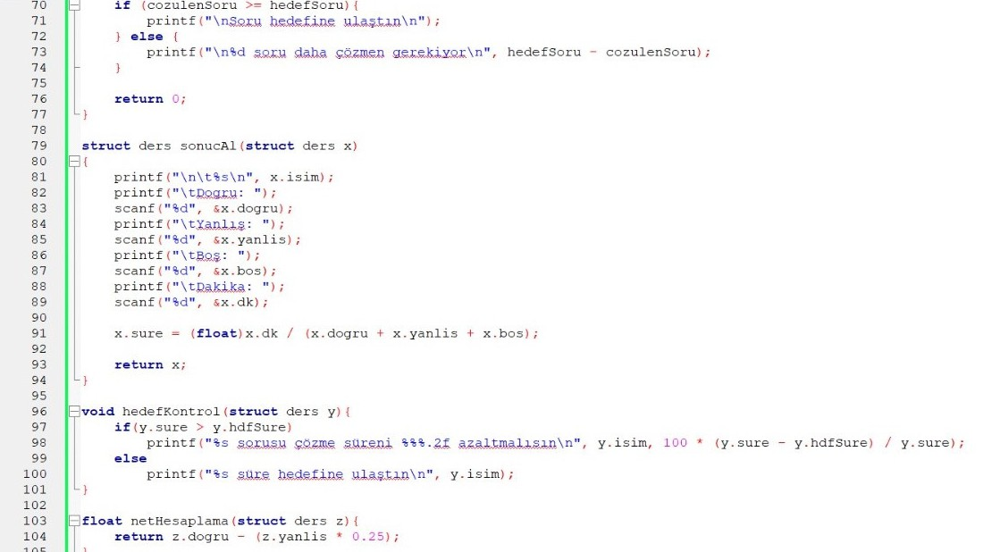 70 if (cozulenSoru >= hedefSoru){
71 printf("\nSoru hedefine ulaştın\n");
72 } else {
73 printf("\n%d soru daha çözmen gerekiyor\n", hedefSoru - cozulenSoru);
74 }
75
76 return 0;
77 }
78
79 struct ders sonucAl(struct ders x)
80 {
81 printf("\n\t%s\n", x.isim);
82 printf("\tDogru: ");
83 scanf("%d", &x.dogru);
84 printf("\tYanlış: ");
85 scanf("%d", &x.yanlis);
86 printf("\tBoş: ");
87 scanf("%d", &x.bos);
88 printf("\tDakika: ");
89 scanf("%d", &x.dk);
90
91 x.sure = (float)x.dk / (x.dogru + x.yanlis + x.bos);
92
93 return x;
94 }
95
96 void hedefKontrol(struct ders y){
97 if(y.sure > y.hdfSure)
98 printf("%s sorusu çözme süreni %%%.2f azaltmalısın\n", y.isim, 100 * (y.sure - y.hdfSure) / y.sure);
99 else
100 printf("%s süre hedefine ulaştın\n", y.isim);
101 }
102
103 float netHesaplama(struct ders z){
104 return z.dogru - (z.yanlis * 0.25);
105 }